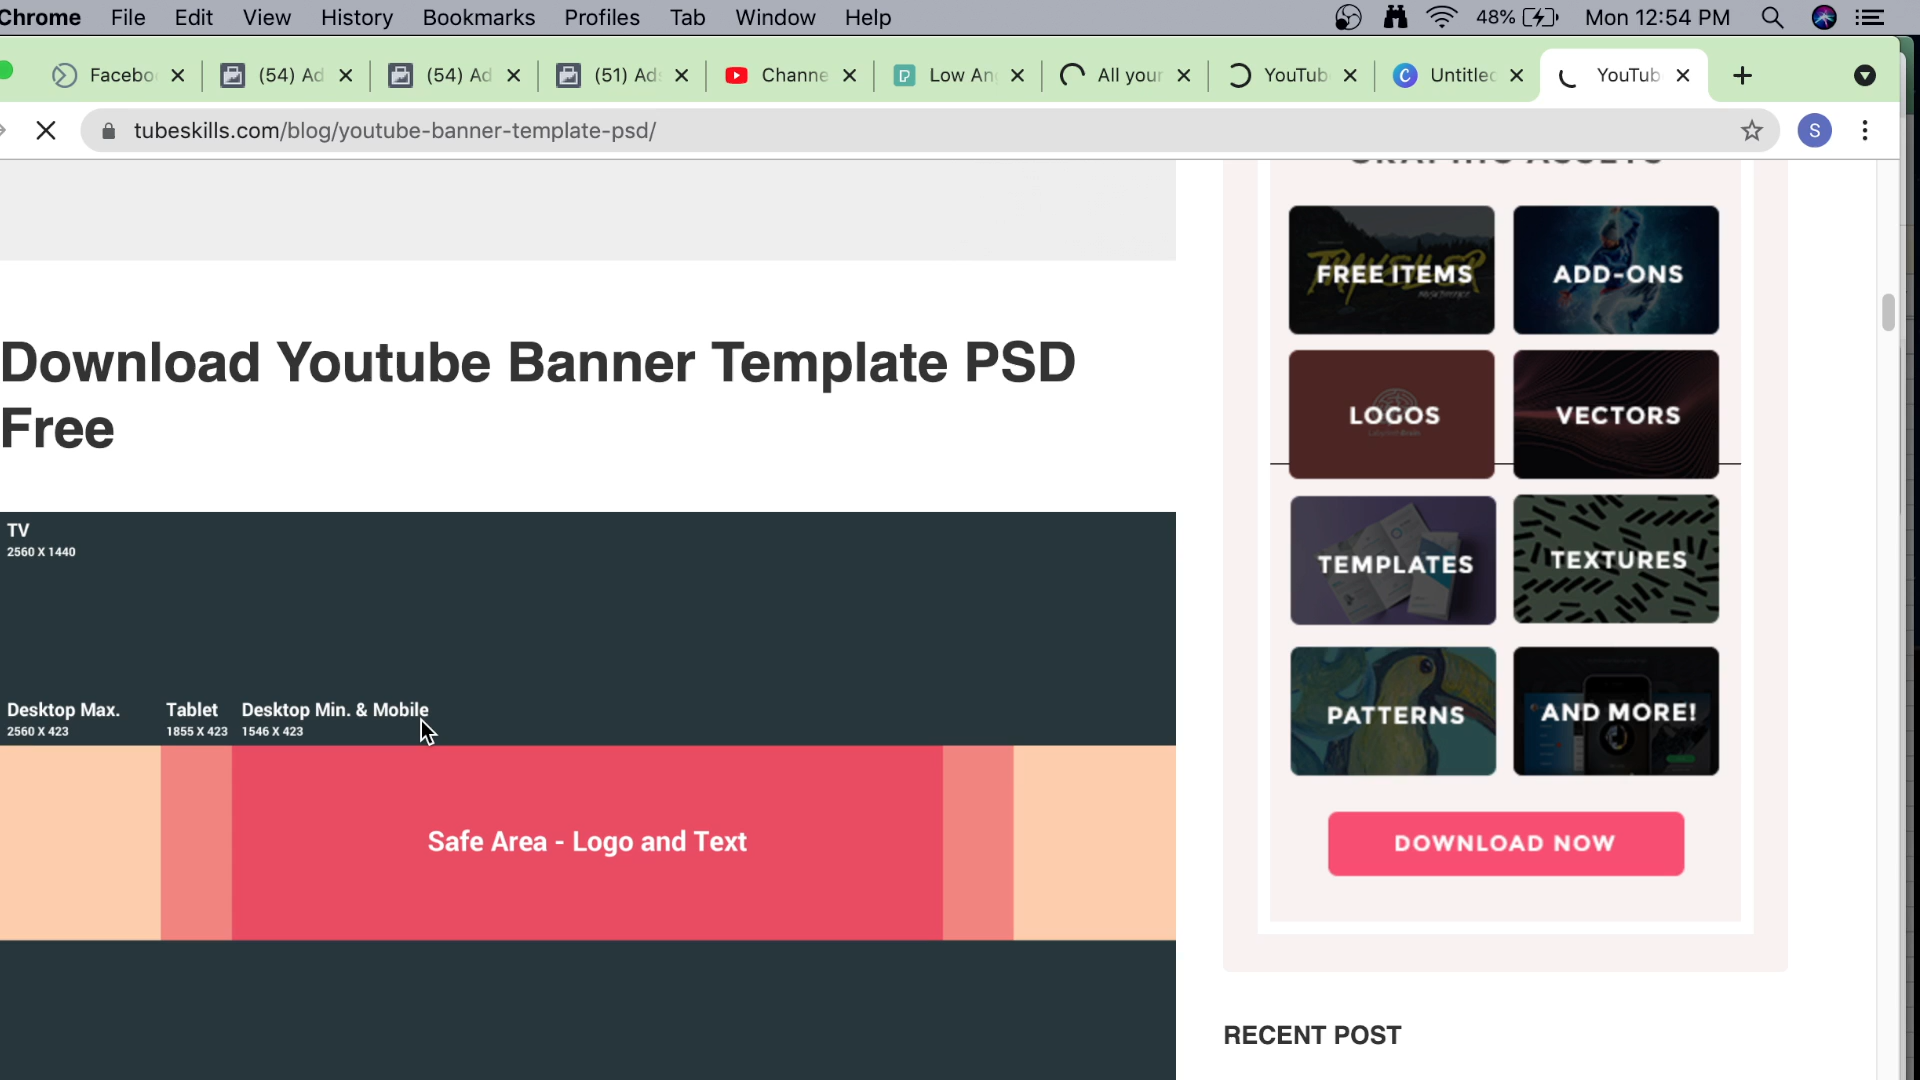 Chrome File Edit View History Bookmarks Profiles Tab Window Help 48% Mon 12:54 PM
Facebo (54) Ad (54) Ad (51) Ad Channe Low An All your YouTub Untitled YouTub
tubeskills.com/blog/youtube-banner-template-psd/ S
Download Youtube Banner Template PSD
Free
TV
2560 X 1440
Desktop Max. Tablet Desktop Min. & Mobile
2560 X 423 1855 X 423 1546 X 423
Safe Area - Logo and Text
FREE ITEMS ADD-ONS
LOGOS VECTORS
TEMPLATES TEXTURES
PATTERNS AND MORE!
DOWNLOAD NOW
RECENT POST